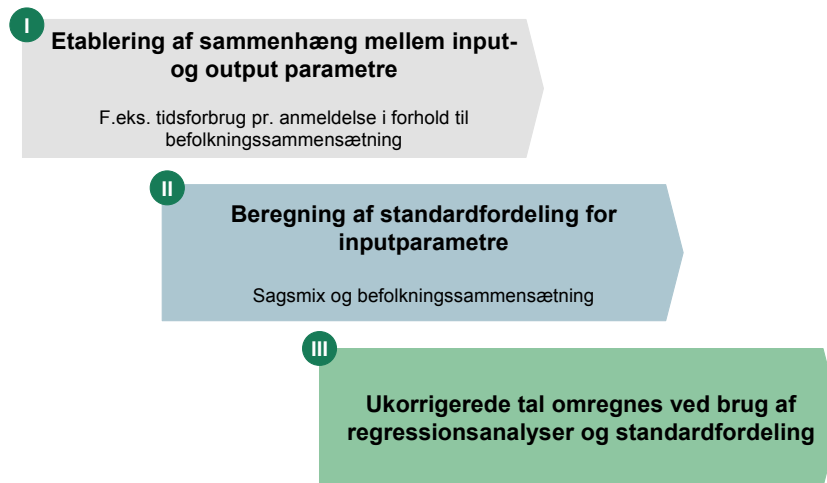 I
Etablering af sammenhæng mellem input-
og output parametre
F.eks. tidsforbrug pr. anmeldelse i forhold til
befolkningssammensætning
II
Beregning af standardfordeling for
inputparametre
Sagsmix og befolkningssammensætning
III
Ukorrigerede tal omregnes ved brug af
regressionsanalyser og standardfordeling